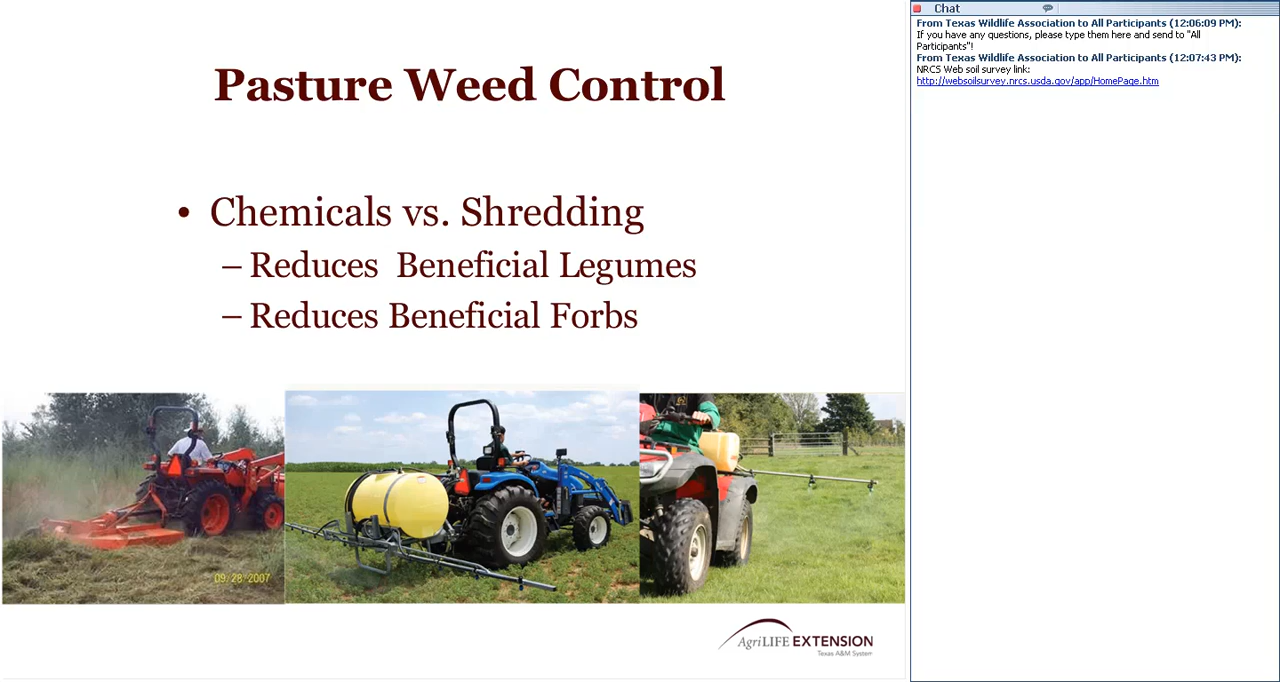 Pasture Weed Control
• Chemicals vs. Shredding
– Reduces Beneficial Legumes
– Reduces Beneficial Forbs
09/28/2007
AgriLIFE EXTENSION
Texas A&M System
Chat
From Texas Wildlife Association to All Participants (12:06:09 PM):
If you have any questions, please type them here and send to "All
Participants"!
From Texas Wildlife Association to All Participants (12:07:43 PM):
NRCS Web soil survey link:
http://websoilsurvey.nrcs.usda.gov/app/HomePage.htm